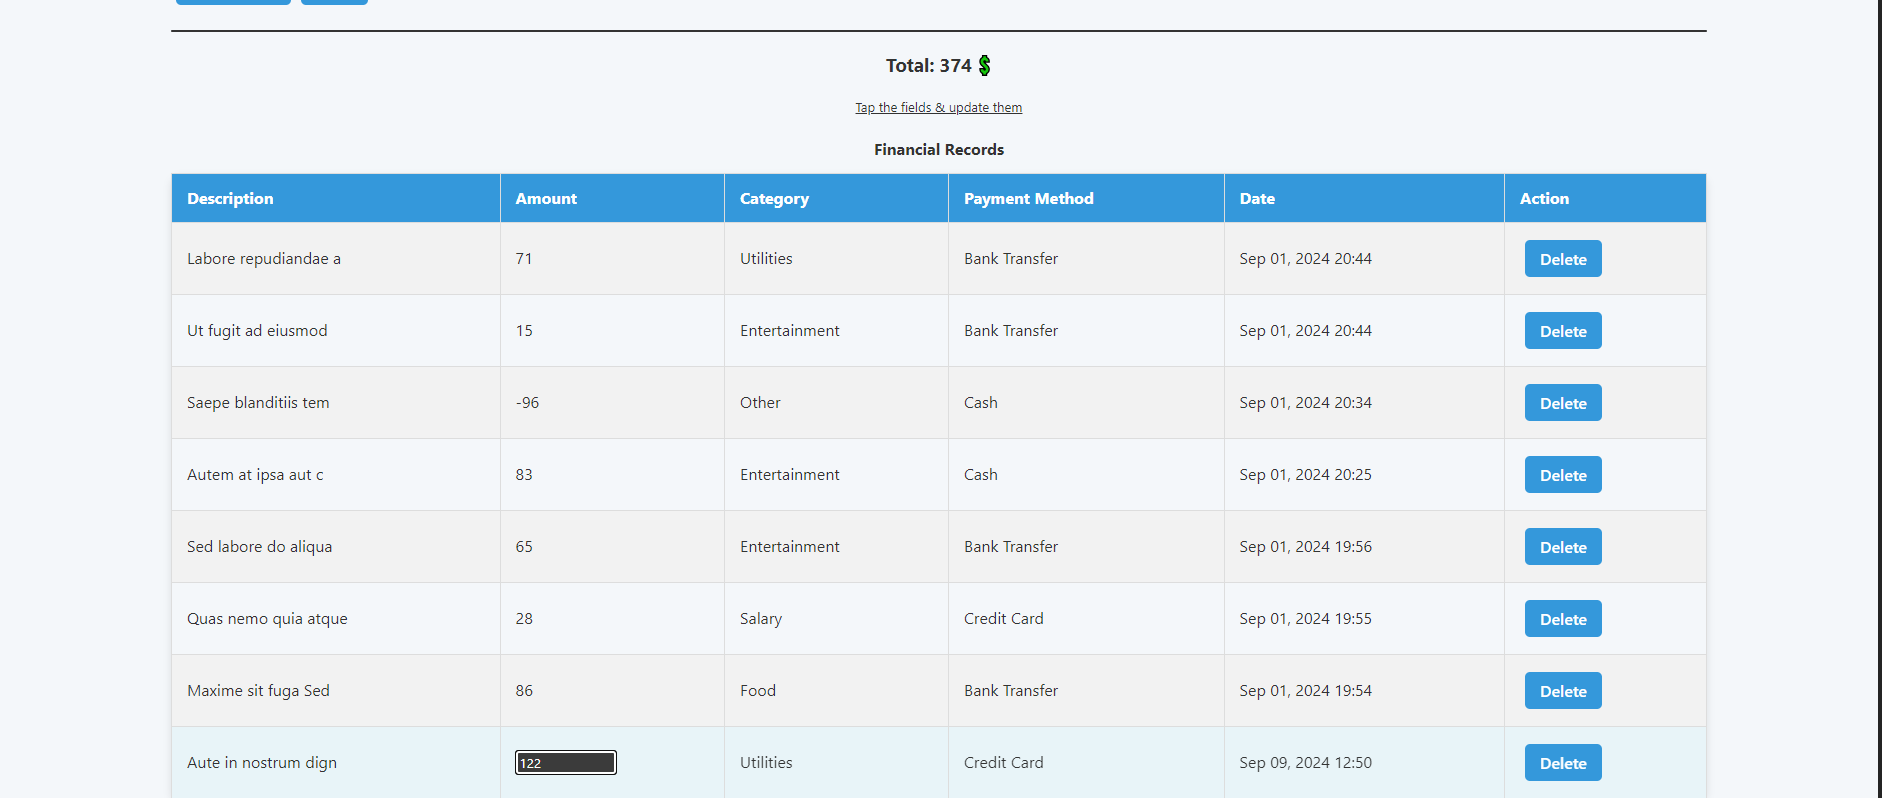 Total: 374 💲
Tap the fields & update them
Financial Records
Description Amount Category Payment Method Date Action
Labore repudiandae a 71 Utilities Bank Transfer Sep 01, 2024 20:44 Delete
Ut fugit ad eiusmod 15 Entertainment Bank Transfer Sep 01, 2024 20:44 Delete
Saepe blanditiis tem -96 Other Cash Sep 01, 2024 20:34 Delete
Autem at ipsa aut c 83 Entertainment Cash Sep 01, 2024 20:25 Delete
Sed labore do aliqua 65 Entertainment Bank Transfer Sep 01, 2024 19:56 Delete
Quas nemo quia atque 28 Salary Credit Card Sep 01, 2024 19:55 Delete
Maxime sit fuga Sed 86 Food Bank Transfer Sep 01, 2024 19:54 Delete
Aute in nostrum dign 122 Utilities Credit Card Sep 09, 2024 12:50 Delete